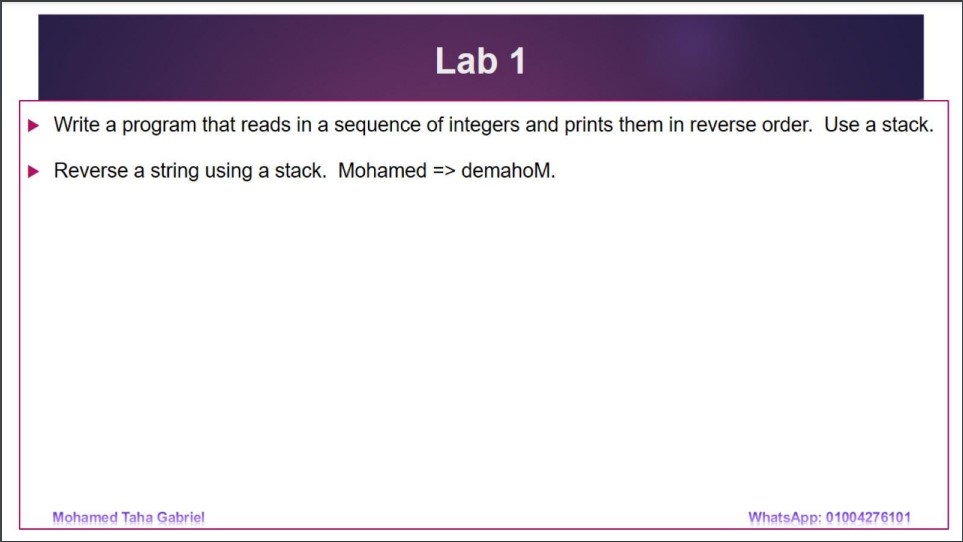 Lab 1
Write a program that reads in a sequence of integers and prints them in reverse order.  Use a stack.
Reverse a string using a stack.  Mohamed => demahoM.
Mohamed Taha Gabriel
WhatsApp: 01004276101